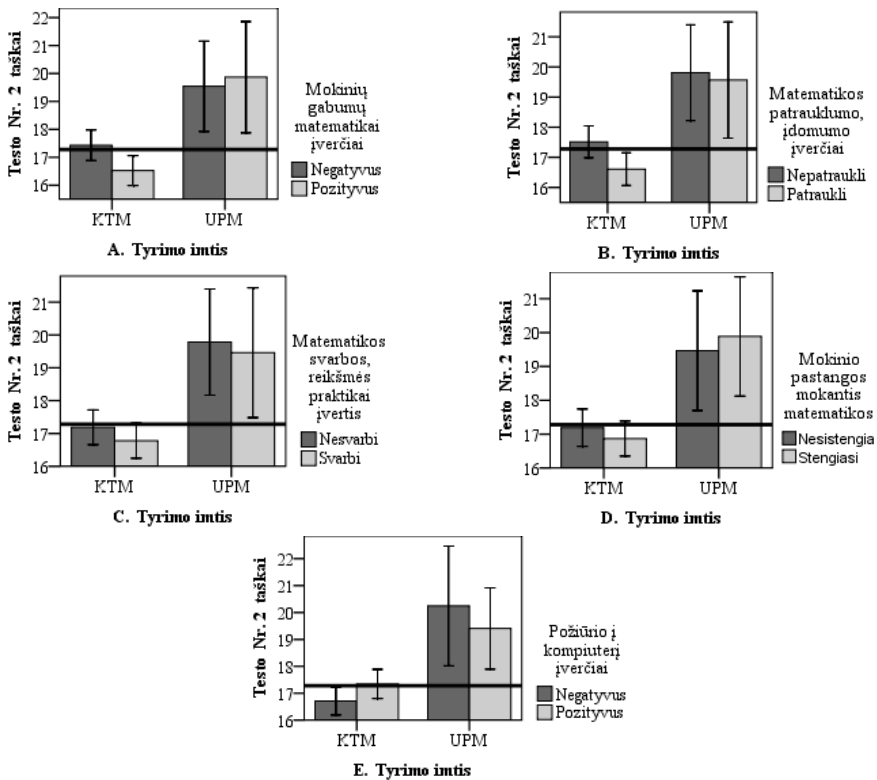 Testo Nr. 2 taškai
22
21
20
19
18
17
16
KTM UPM
A. Tyrimo imtis
Mokinių
gabumų
matematikai
įverčiai
Negatyvus
Pozityvus
Testo Nr. 2 taškai
21
20
19
18
17
16
KTM UPM
B. Tyrimo imtis
Matematikos
patrauklumo,
įdomumo
įverčiai
Nepatraukli
Patraukli
Testo Nr. 2 taškai
21
20
19
18
17
16
KTM UPM
C. Tyrimo imtis
Matematikos
svarbos,
reikšmės
praktikai
įvertis
Nesvarbi
Svarbi
Testo Nr. 2 taškai
21
20
19
18
17
16
KTM UPM
D. Tyrimo imtis
Mokinio
pastangos
mokantis
matematikos
Nesistengia
Stengiasi
Testo Nr. 2 taškai
22
21
20
19
18
17
16
KTM UPM
E. Tyrimo imtis
Požiūrio į
kompiuterį
įverčiai
Negatyvus
Pozityvus